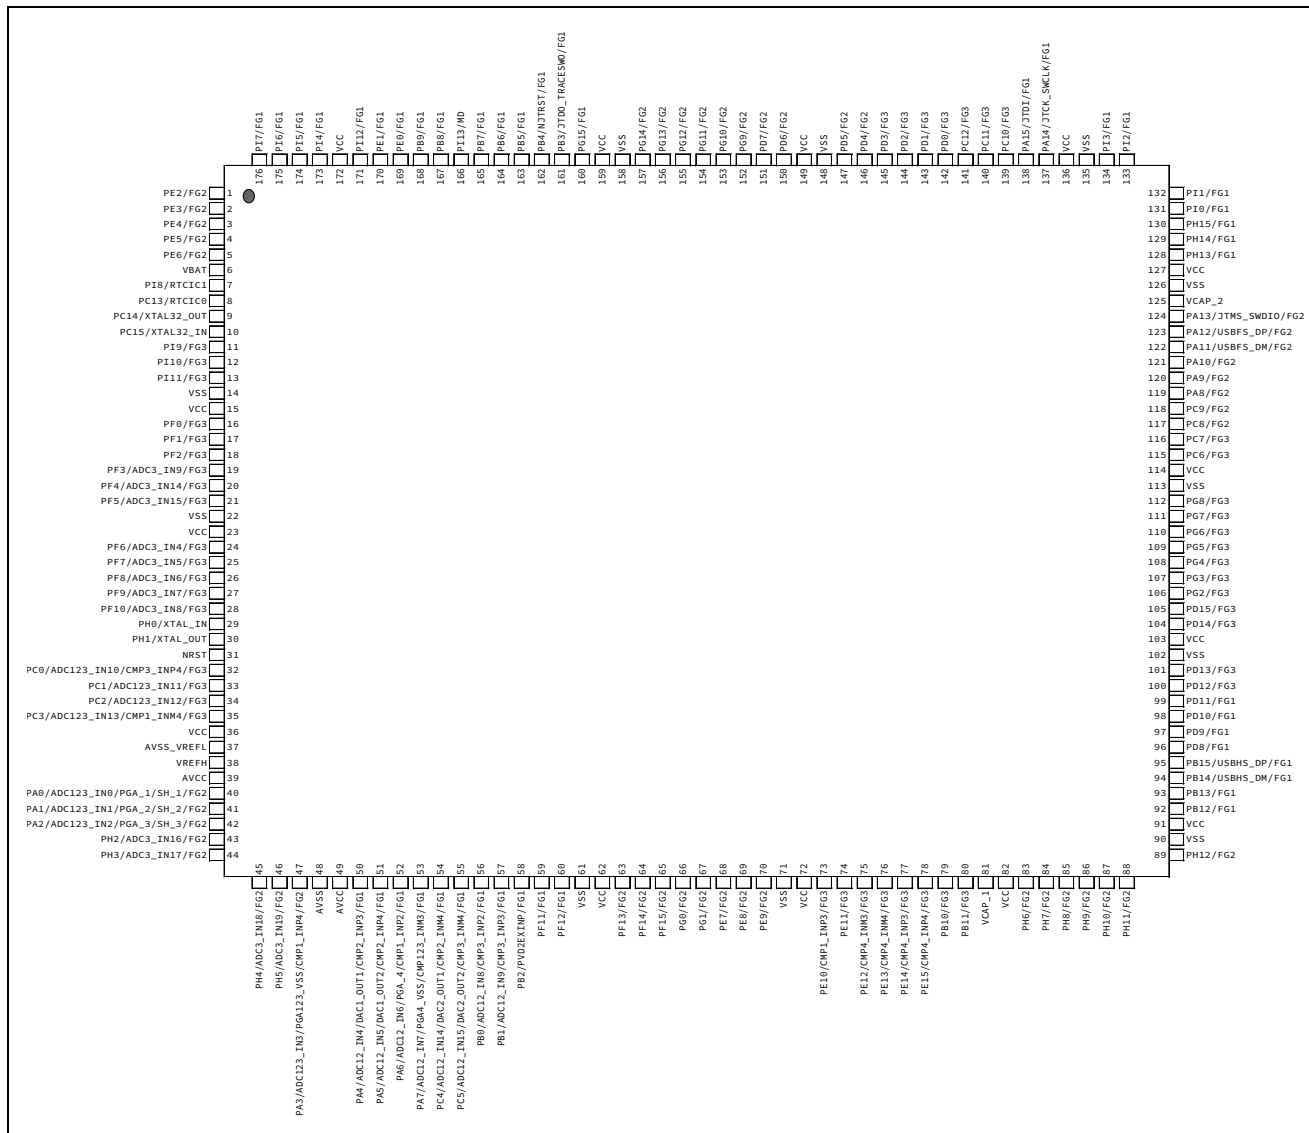 PI7/FG1
PI6/FG1
PI5/FG1
PI4/FG1
VCC
PI12/FG1
PE1/FG1
PE0/FG1
PB9/FG1
PB8/FG1
PI13/MD
PB7/FG1
PB6/FG1
PB5/FG1
PB4/NJTRST/FG1
PB3/JTDO_TRACESWO/FG1
PG15/FG1
VCC
VSS
PG14/FG2
PG13/FG2
PG12/FG2
PG11/FG2
PG10/FG2
PG9/FG2
PD7/FG2
PD6/FG2
VCC
VSS
PD5/FG2
PD4/FG2
PD3/FG3
PD2/FG3
PD1/FG3
PD0/FG3
PC12/FG3
PC11/FG3
PC10/FG3
PA15/JTDI/FG1
PA14/JTCK_SWCLK/FG1
VCC
VSS
PI3/FG1
PI2/FG1
176
175
174
173
172
171
170
169
168
167
166
165
164
163
162
161
160
159
158
157
156
155
154
153
152
151
150
149
148
147
146
145
144
143
142
141
140
139
138
137
136
135
134
133
PE2/FG2 1
PE3/FG2 2
PE4/FG2 3
PE5/FG2 4
PE6/FG2 5
VBAT 6
PI8/RTCIC1 7
PC13/RTCIC0 8
PC14/XTAL32_OUT 9
PC15/XTAL32_IN 10
PI9/FG3 11
PI10/FG3 12
PI11/FG3 13
VSS 14
VCC 15
PF0/FG3 16
PF1/FG3 17
PF2/FG3 18
PF3/ADC3_IN9/FG3 19
PF4/ADC3_IN14/FG3 20
PF5/ADC3_IN15/FG3 21
VSS 22
VCC 23
PF6/ADC3_IN4/FG3 24
PF7/ADC3_IN5/FG3 25
PF8/ADC3_IN6/FG3 26
PF9/ADC3_IN7/FG3 27
PF10/ADC3_IN8/FG3 28
PH0/XTAL_IN 29
PH1/XTAL_OUT 30
NRST 31
PC0/ADC123_IN10/CMP3_INP4/FG3 32
PC1/ADC123_IN11/FG3 33
PC2/ADC123_IN12/FG3 34
PC3/ADC123_IN13/CMP1_INM4/FG3 35
VCC 36
AVSS_VREFL 37
VREFH 38
AVCC 39
PA0/ADC123_IN0/PGA_1/SH_1/FG2 40
PA1/ADC123_IN1/PGA_2/SH_2/FG2 41
PA2/ADC123_IN2/PGA_3/SH_3/FG2 42
PH2/ADC3_IN16/FG2 43
PH3/ADC3_IN17/FG2 44
132 PI1/FG1
131 PI0/FG1
130 PH15/FG1
129 PH14/FG1
128 PH13/FG1
127 VCC
126 VSS
125 VCAP_2
124 PA13/JTMS_SWDIO/FG2
123 PA12/USBFS_DP/FG2
122 PA11/USBFS_DM/FG2
121 PA10/FG2
120 PA9/FG2
119 PA8/FG2
118 PC9/FG2
117 PC8/FG2
116 PC7/FG3
115 PC6/FG3
114 VCC
113 VSS
112 PG8/FG3
111 PG7/FG3
110 PG6/FG3
109 PG5/FG3
108 PG4/FG3
107 PG3/FG3
106 PG2/FG3
105 PD15/FG3
104 PD14/FG3
103 VCC
102 VSS
101 PD13/FG3
100 PD12/FG3
99 PD11/FG1
98 PD10/FG1
97 PD9/FG1
96 PD8/FG1
95 PB15/USBHS_DP/FG1
94 PB14/USBHS_DM/FG1
93 PB13/FG1
92 PB12/FG1
91 VCC
90 VSS
89 PH12/FG2
45
46
47
48
49
50
51
52
53
54
55
56
57
58
59
60
61
62
63
64
65
66
67
68
69
70
71
72
73
74
75
76
77
78
79
80
81
82
83
84
85
86
87
88
PH4/ADC3_IN18/FG2
PH5/ADC3_IN19/FG2
PA3/ADC123_IN3/PGA123_VSS/CMP1_INP4/FG2
AVSS
AVCC
PA4/ADC12_IN4/DAC1_OUT1/CMP2_INP3/FG1
PA5/ADC12_IN5/DAC1_OUT2/CMP2_INP4/FG1
PA6/ADC12_IN6/PGA_4/CMP1_INP2/FG1
PA7/ADC12_IN7/PGA4_VSS/CMP123_INM3/FG1
PC4/ADC12_IN14/DAC2_OUT1/CMP2_INM4/FG1
PC5/ADC12_IN15/DAC2_OUT2/CMP3_INM4/FG1
PB0/ADC12_IN8/CMP3_INP2/FG1
PB1/ADC12_IN9/CMP3_INP3/FG1
PB2/PVD2EXINP/FG1
PF11/FG1
PF12/FG1
VSS
VCC
PF13/FG2
PF14/FG2
PF15/FG2
PG0/FG2
PG1/FG2
PE7/FG2
PE8/FG2
PE9/FG2
VSS
VCC
PE10/CMP1_INP3/FG3
PE11/FG3
PE12/CMP4_INM3/FG3
PE13/CMP4_INM4/FG3
PE14/CMP4_INP3/FG3
PE15/CMP4_INP4/FG3
PB10/FG3
PB11/FG3
VCAP_1
VCC
PH6/FG2
PH7/FG2
PH8/FG2
PH9/FG2
PH10/FG2
PH11/FG2